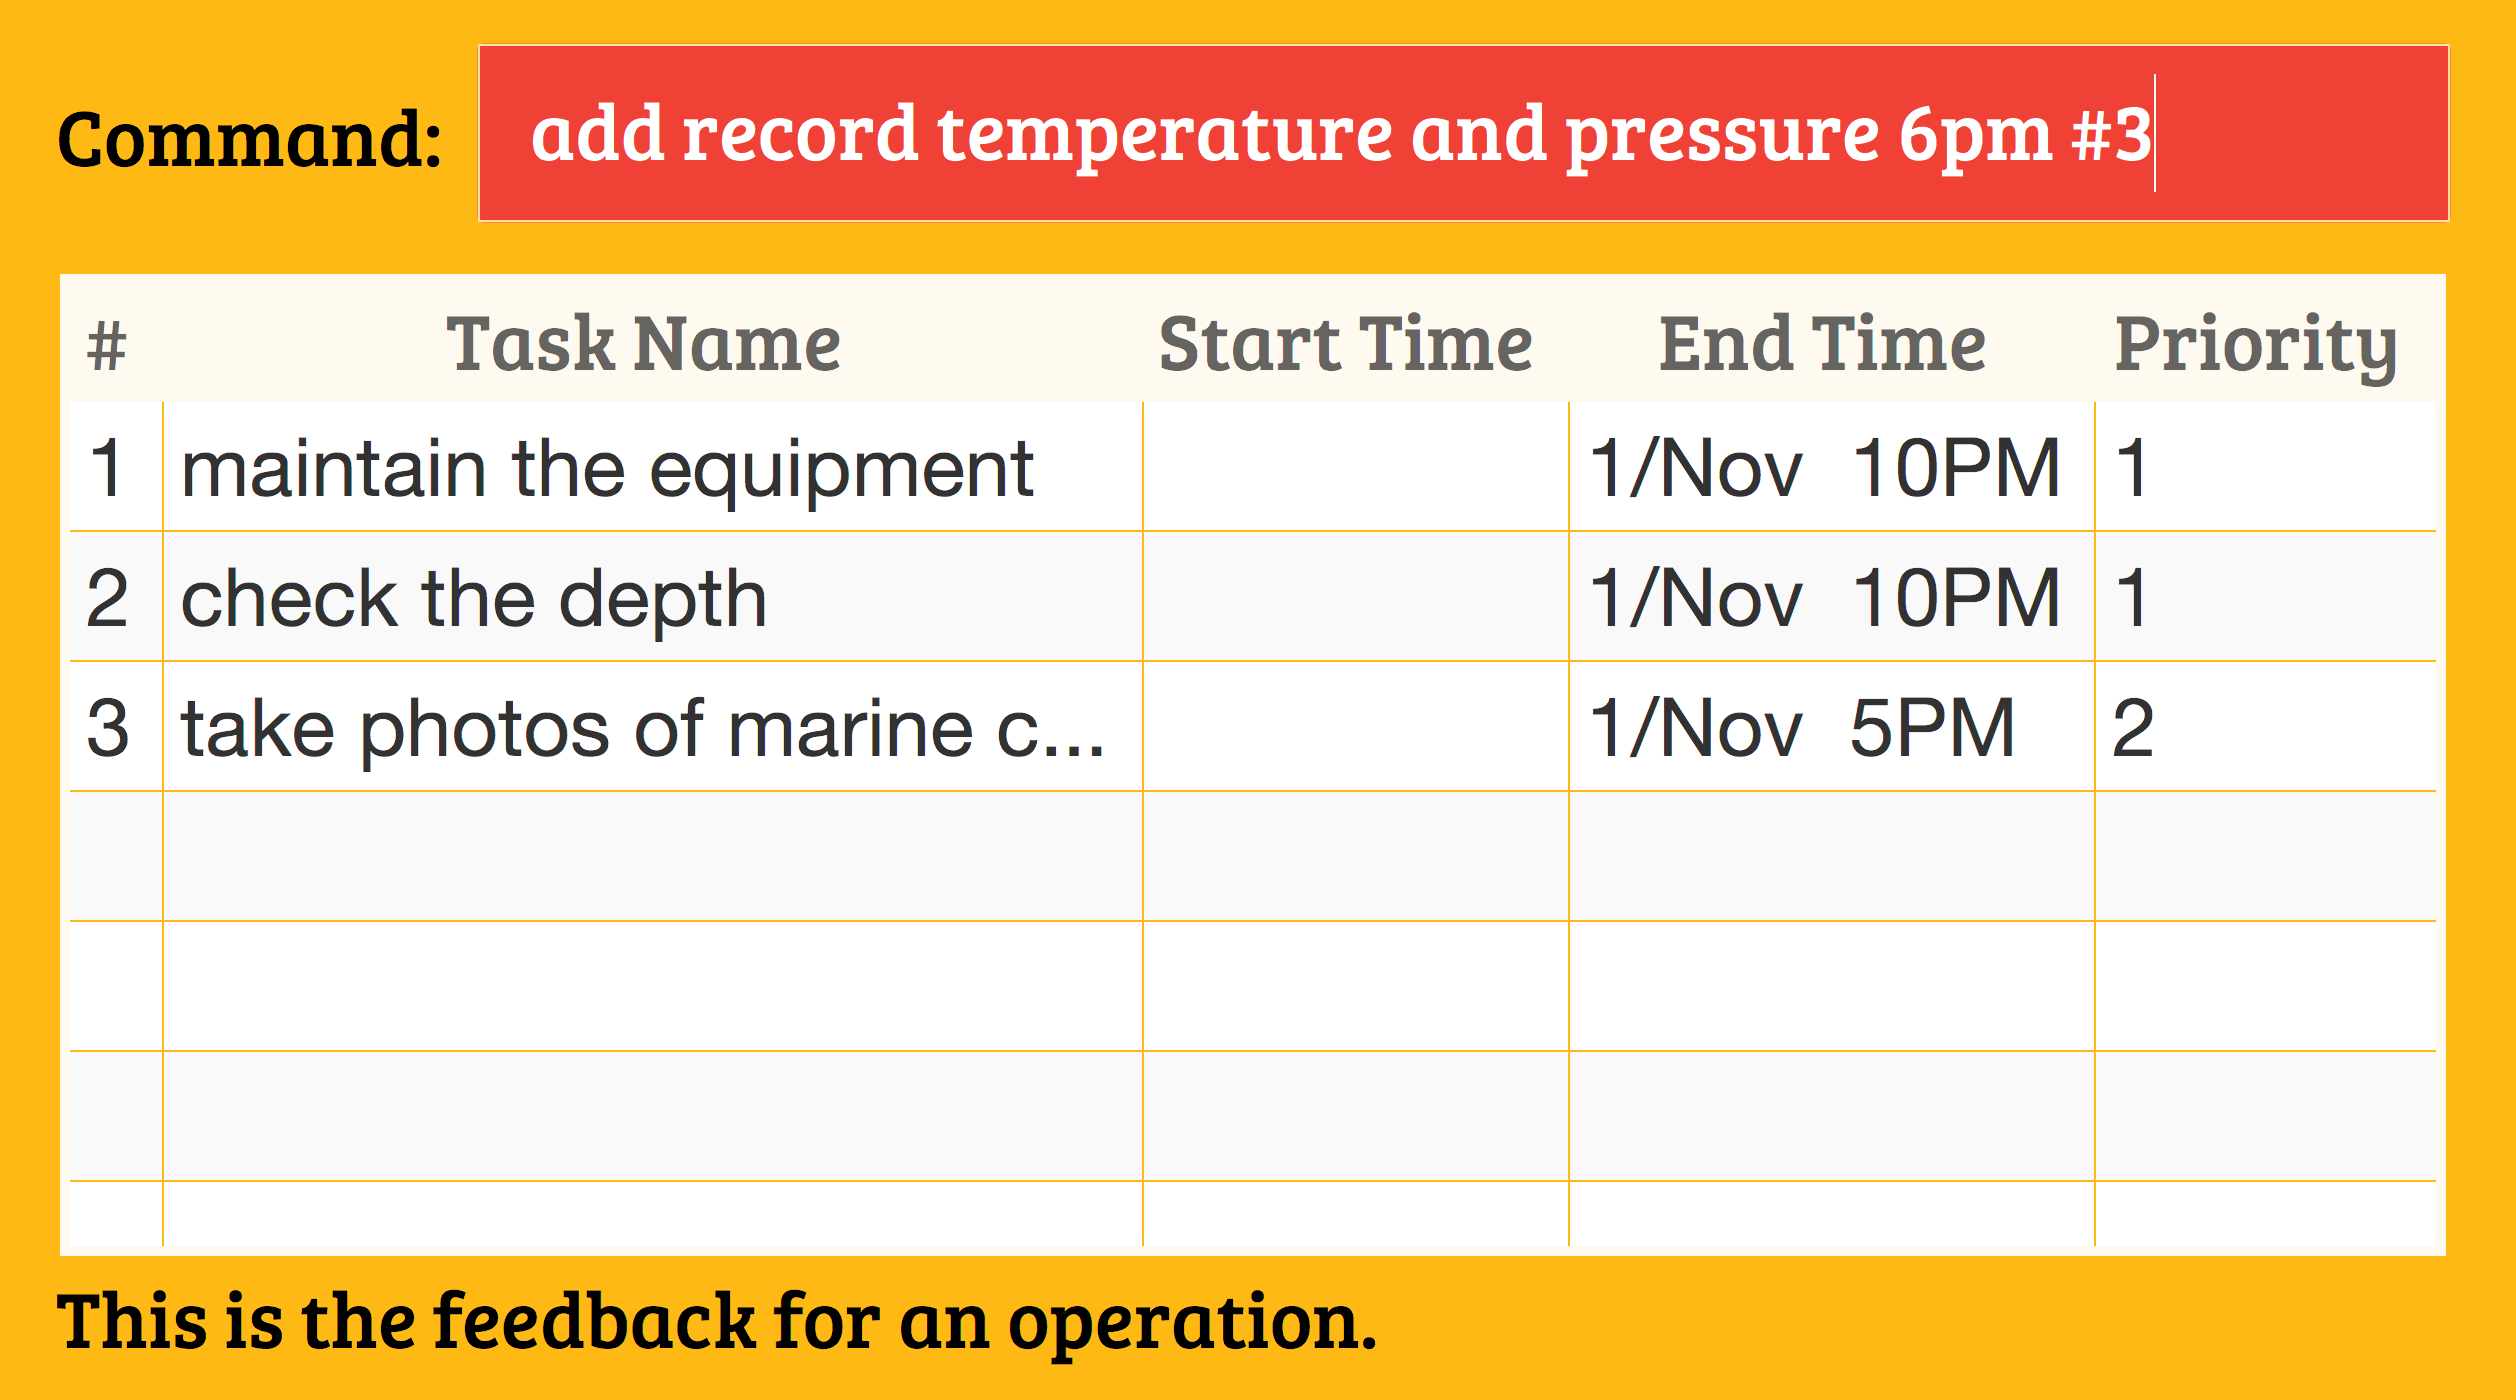 Command: add record temperature and pressure 6pm #3
# Task Name Start Time End Time Priority
1 maintain the equipment 1/Nov 10PM 1
2 check the depth 1/Nov 10PM 1
3 take photos of marine c... 1/Nov 5PM 2
This is the feedback for an operation.